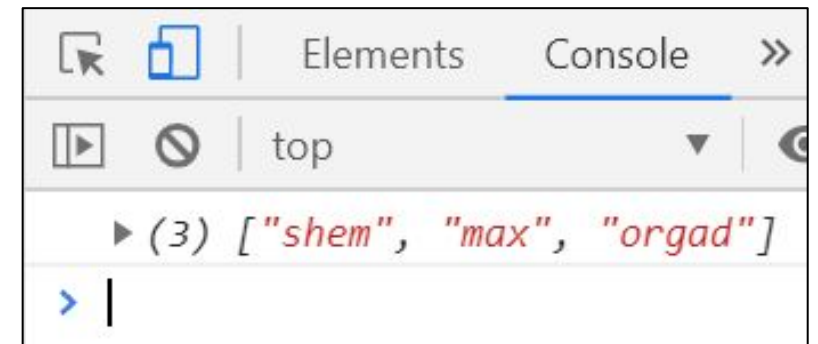 Elements Console »
top
(3) ["shem", "max", "orgad"]
>